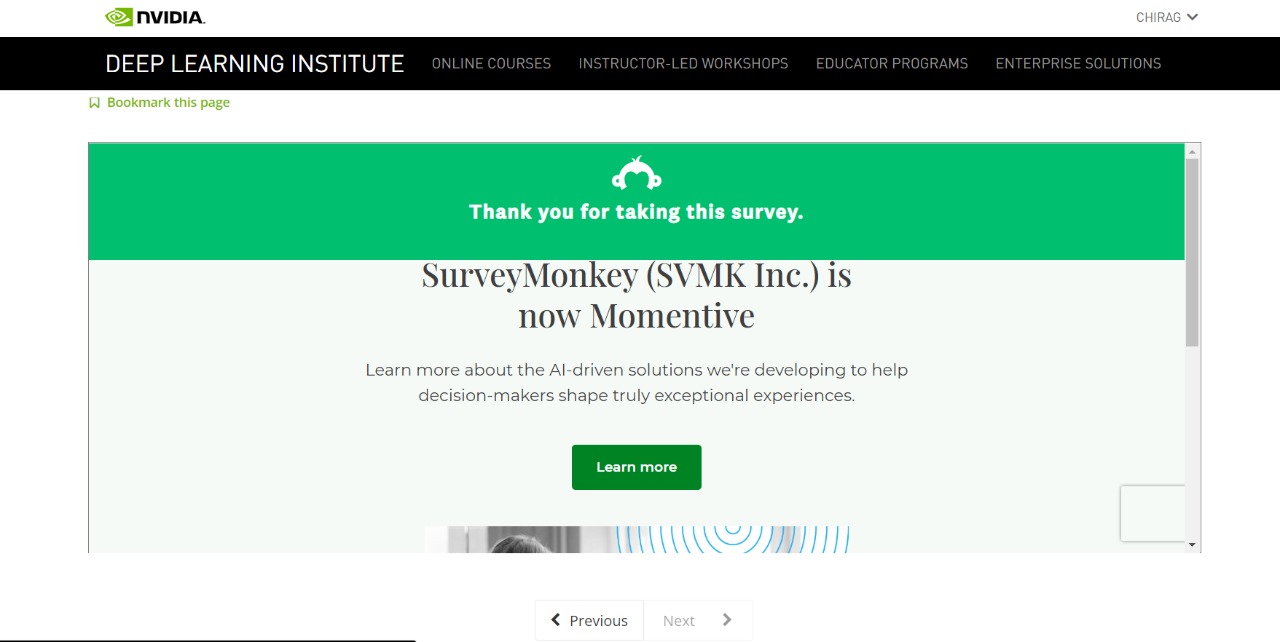 NVIDIA.
CHIRAG
DEEP LEARNING INSTITUTE ONLINE COURSES INSTRUCTOR-LED WORKSHOPS EDUCATOR PROGRAMS ENTERPRISE SOLUTIONS
Bookmark this page
Thank you for taking this survey.
SurveyMonkey (SVMK Inc.) is
now Momentive
Learn more about the AI-driven solutions we're developing to help
decision-makers shape truly exceptional experiences.
Learn more
Previous Next